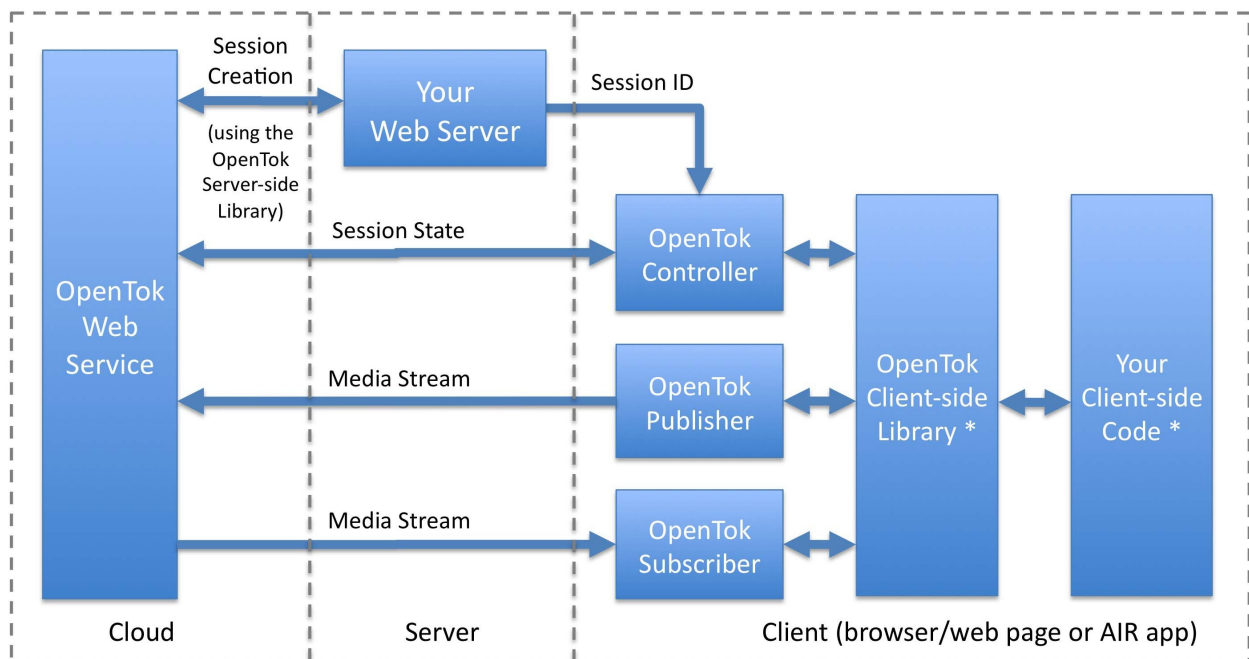 Session
Creation
(using the
OpenTok
Server-side
Library)
Your
Web Server
Session ID
Session State
OpenTok
Controller
OpenTok
Web
Service
Media Stream
OpenTok
Publisher
OpenTok
Client-side
Library *
Your
Client-side
Code *
Media Stream
OpenTok
Subscriber
Cloud
Server
Client (browser/web page or AIR app)